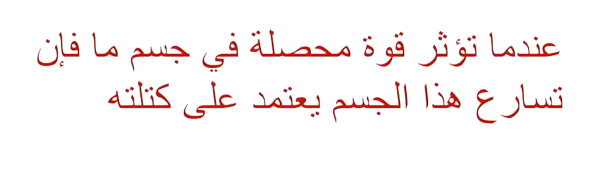 عندما تؤثر قوة محصلة في جسم ما فإن
تسارع هذا الجسم يعتمد على كتلته